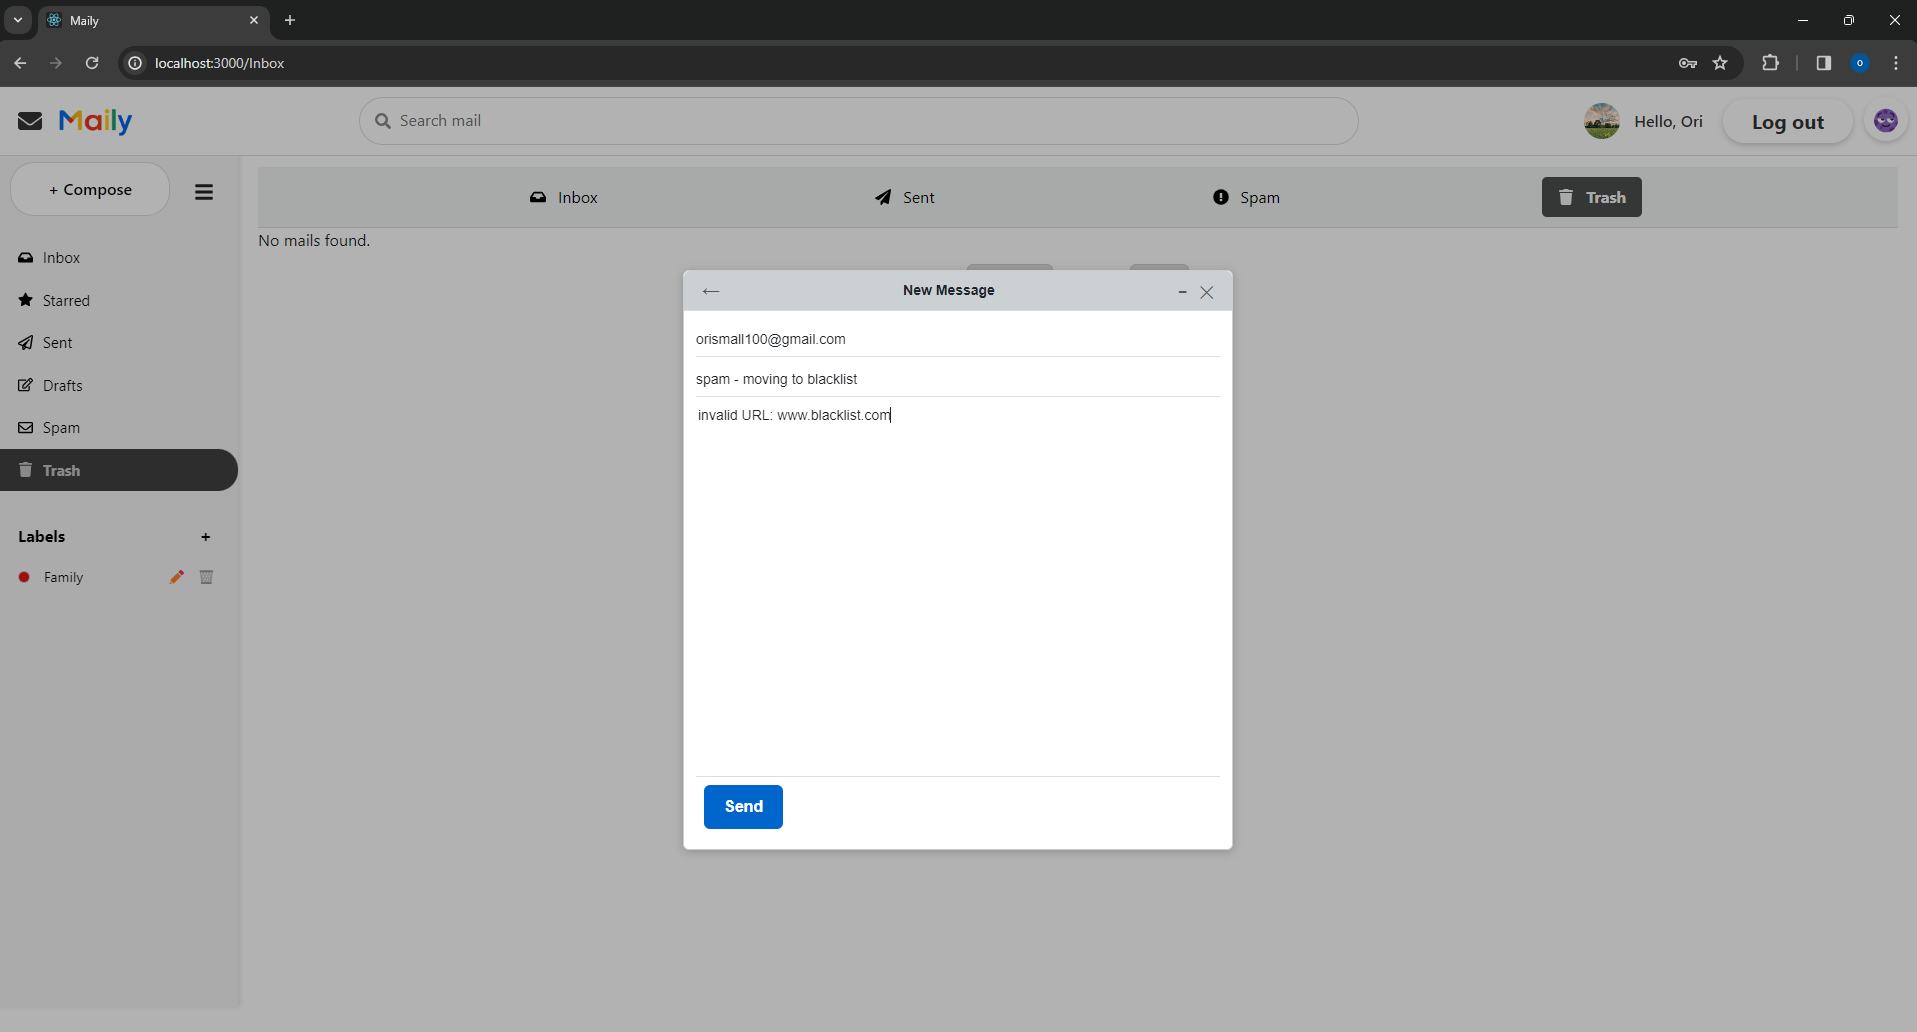 Maily
localhost:3000/Inbox
o
Maily
Search mail
Hello, Ori
Log out
+ Compose
Inbox
Sent
Spam
Trash
No mails found.
Inbox
Starred
Sent
Drafts
Spam
Trash
Labels +
Family
New Message
orismall100@gmail.com
spam - moving to blacklist
invalid URL: www.blacklist.com
Send